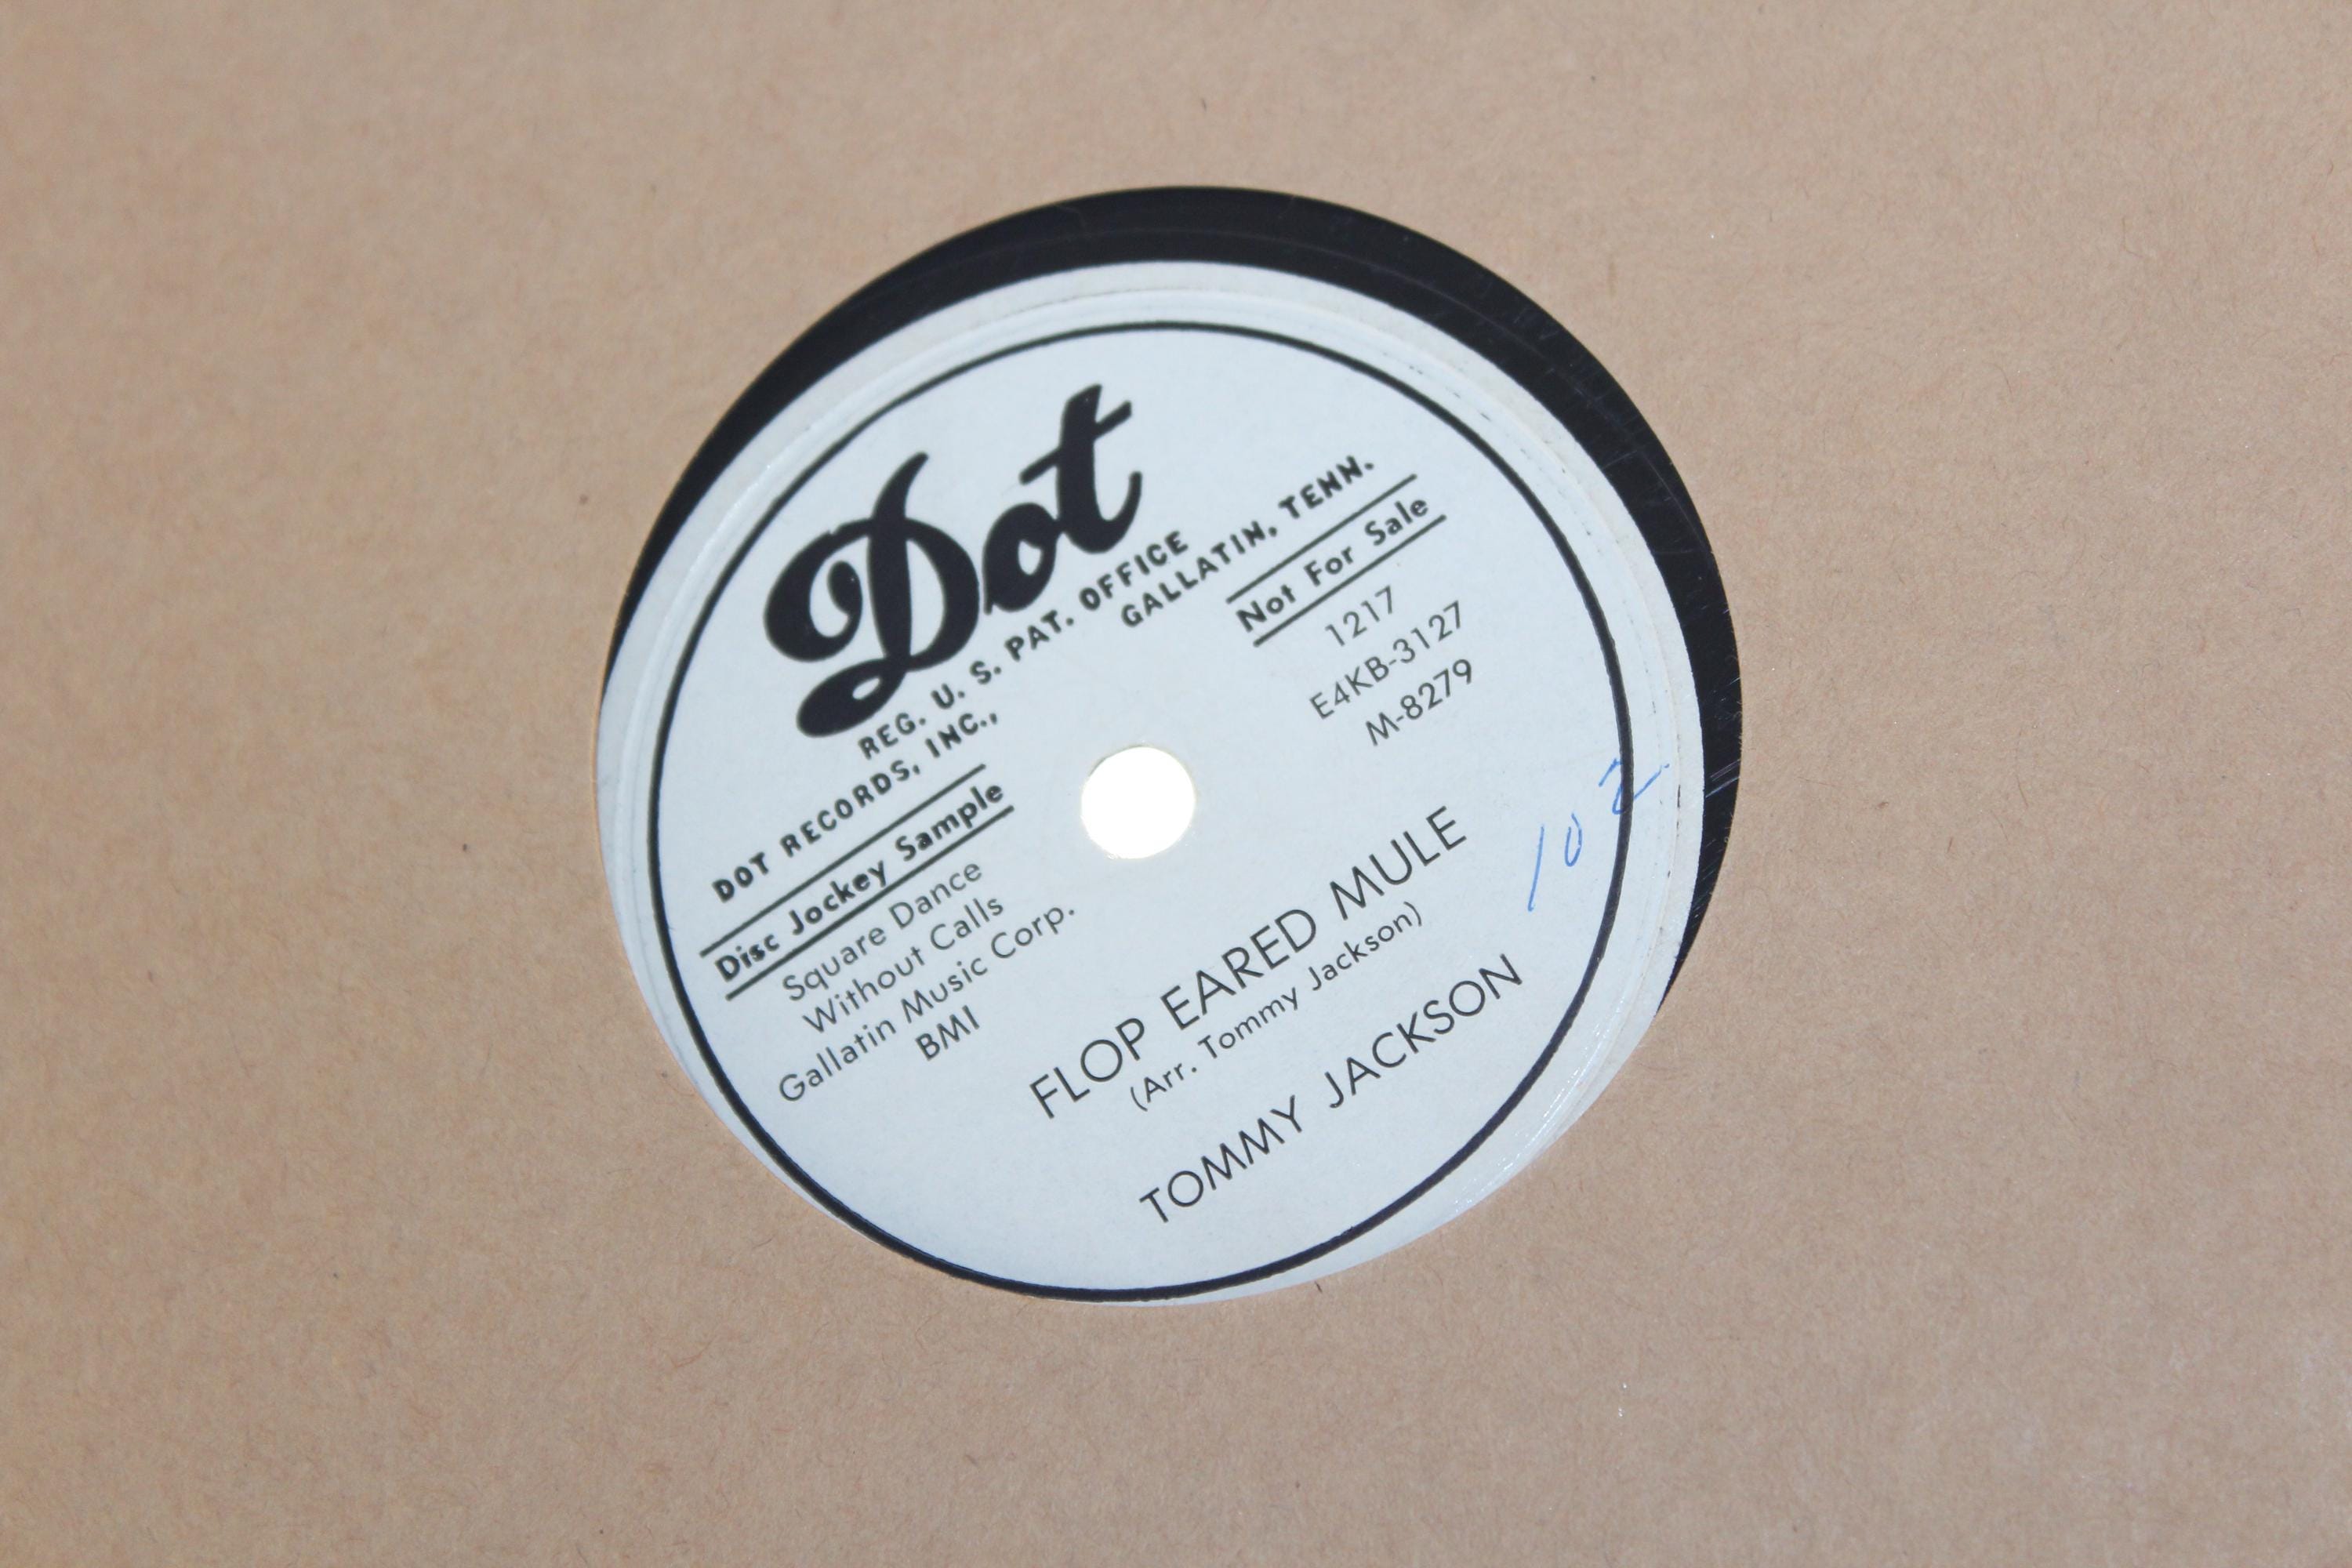 Dot
REG. U. S. PAT. OFFICE
DOT RECORDS, INC., GALLATIN, TENN.
Disc Jockey Sample
Square Dance
Without Calls
Gallatin Music Corp.
BMI
Not For Sale
1217
E4KB-3127
M-8279
102
FLOP EARED MULE
(Arr. Tommy Jackson)
TOMMY JACKSON